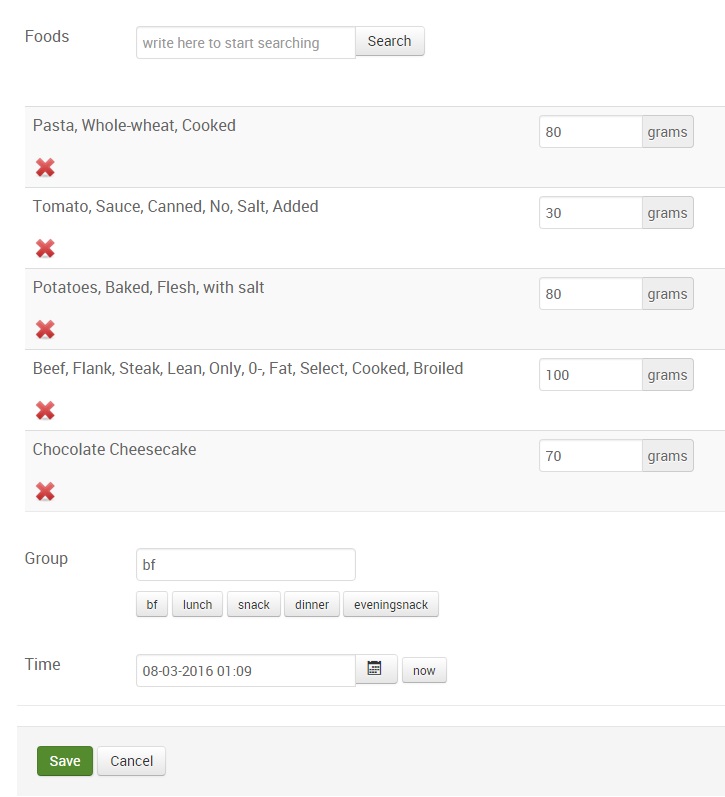 Foods
write here to start searching
Search
Pasta, Whole-wheat, Cooked
80 grams
Tomato, Sauce, Canned, No, Salt, Added
30 grams
Potatoes, Baked, Flesh, with salt
80 grams
Beef, Flank, Steak, Lean, Only, 0-, Fat, Select, Cooked, Broiled
100 grams
Chocolate Cheesecake
70 grams
Group
bf
bf lunch snack dinner eveningsnack
Time
08-03-2016 01:09
now
Save Cancel